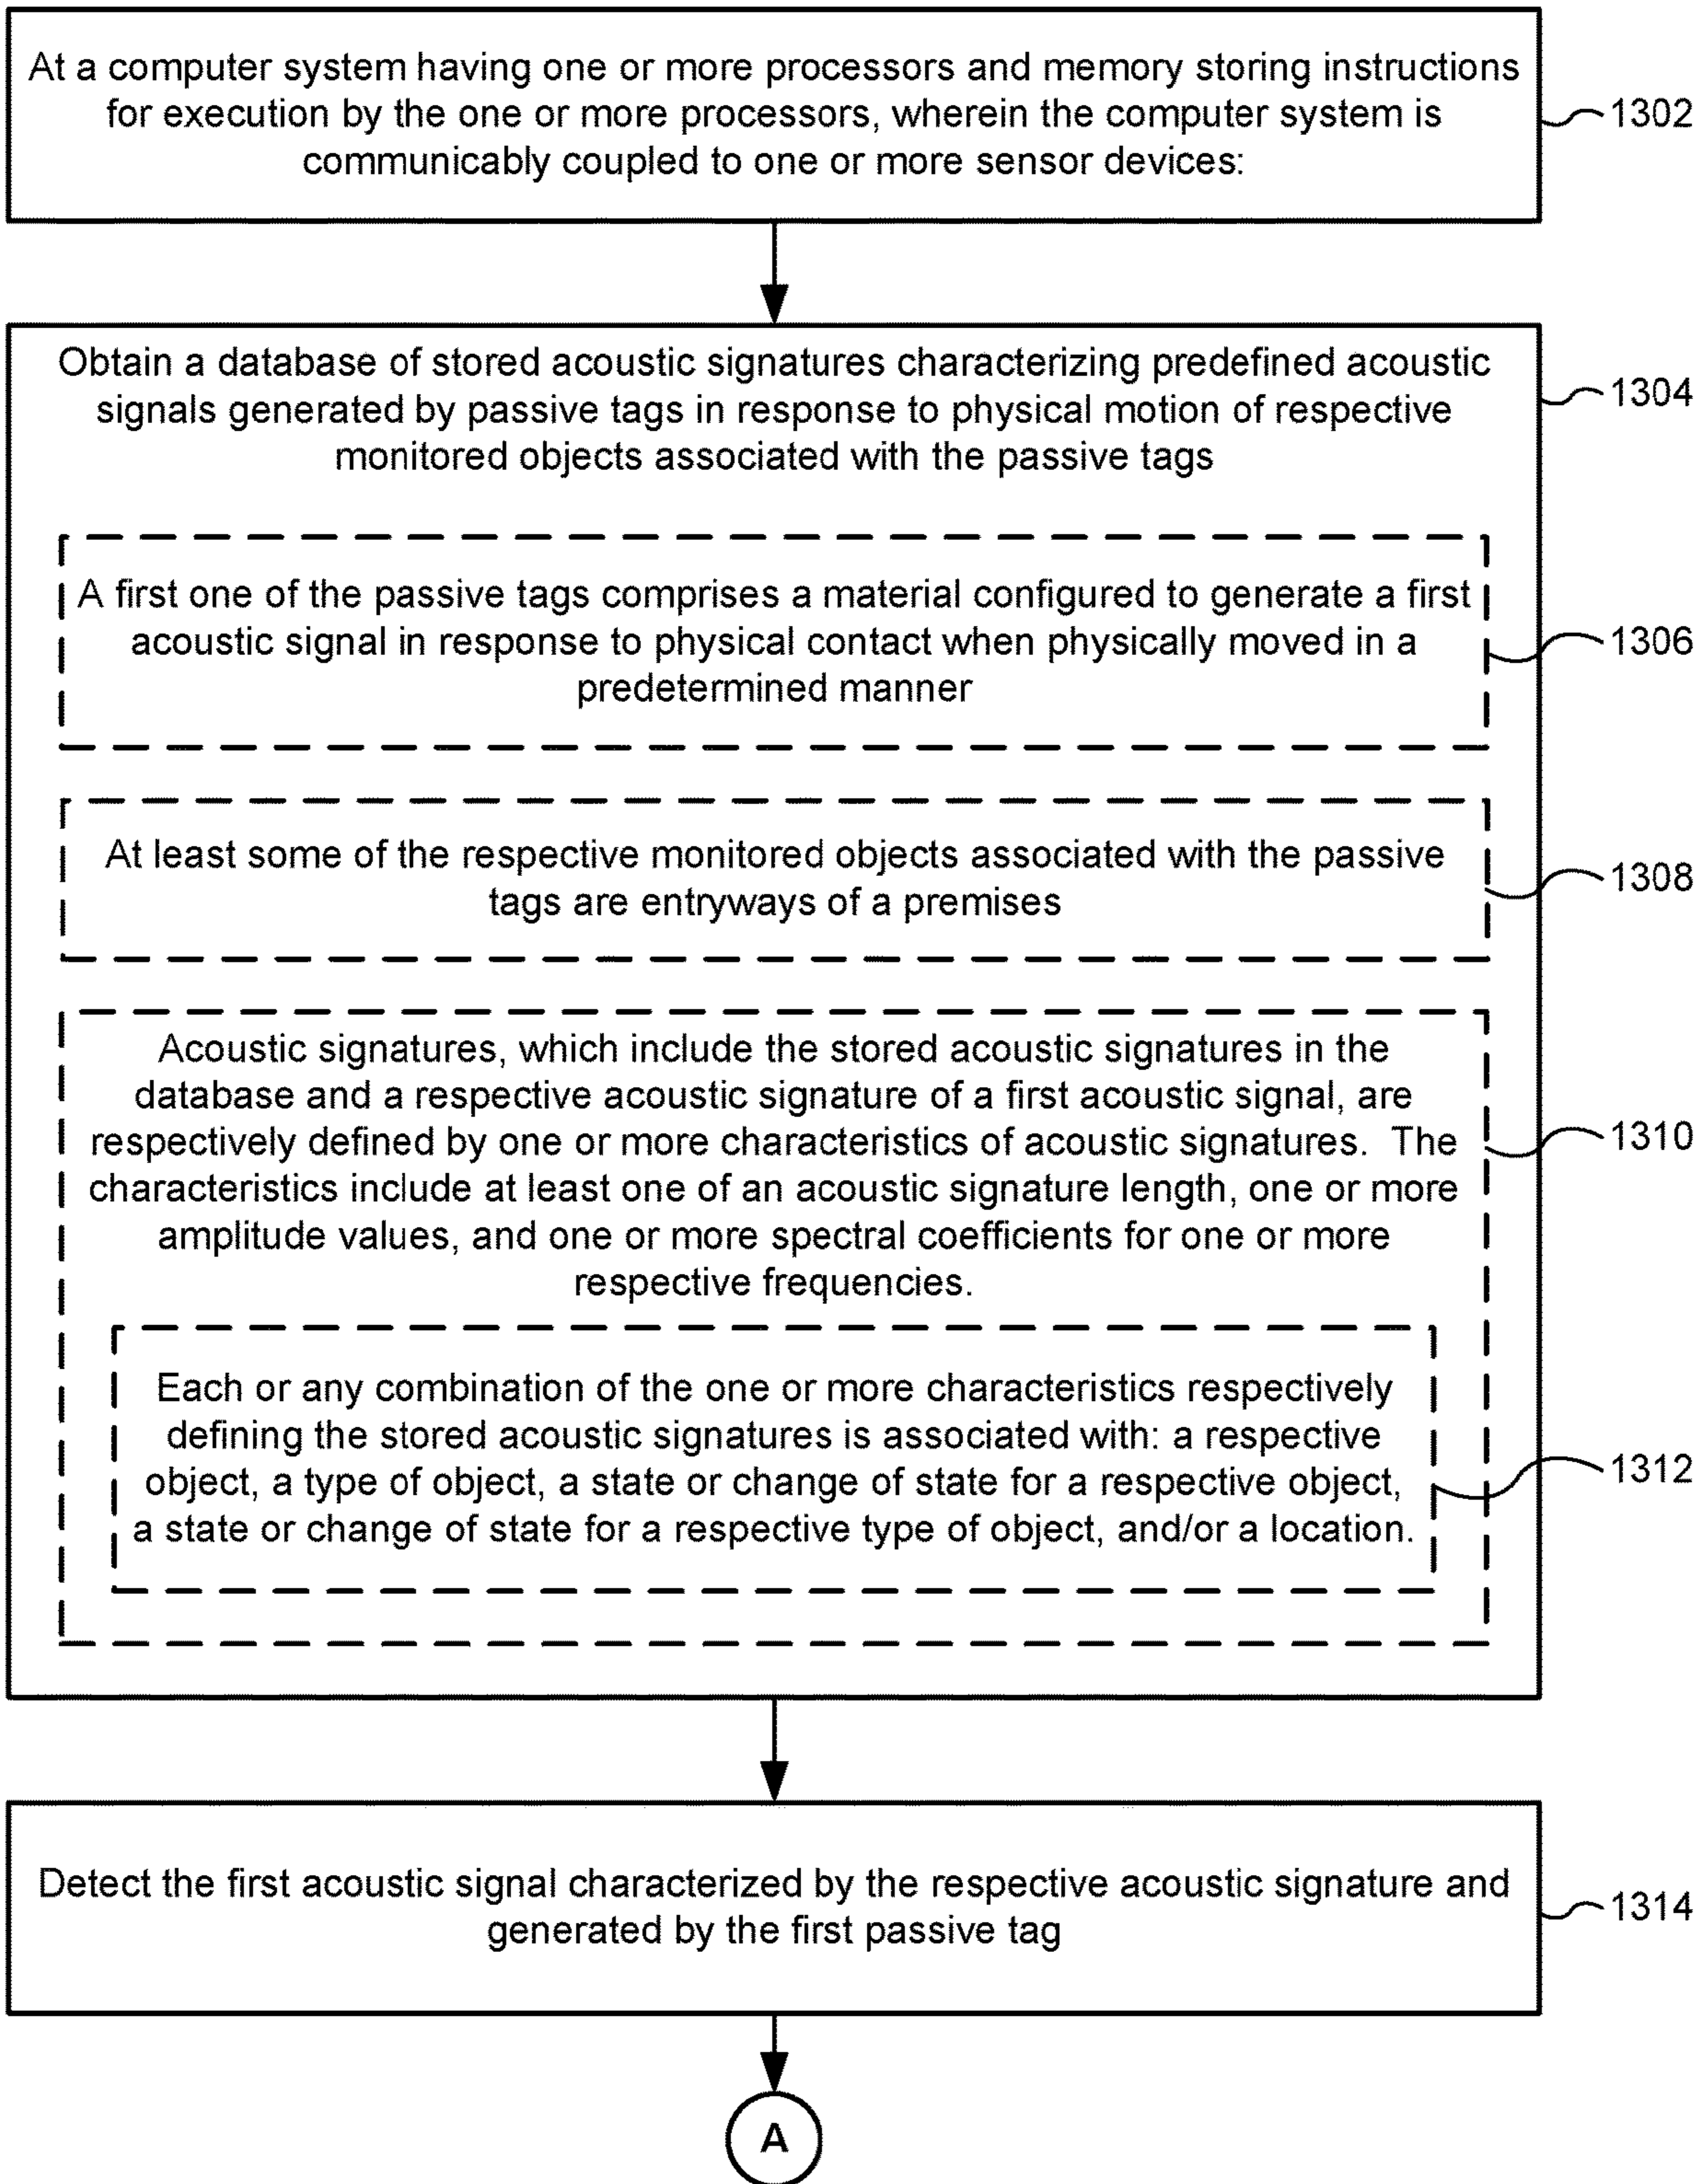 At a computer system having one or more processors and memory storing instructions
for execution by the one or more processors, wherein the computer system is
communicably coupled to one or more sensor devices:
1302
Obtain a database of stored acoustic signatures characterizing predefined acoustic
signals generated by passive tags in response to physical motion of respective
monitored objects associated with the passive tags
1304
A first one of the passive tags comprises a material configured to generate a first
acoustic signal in response to physical contact when physically moved in a
predetermined manner
1306
At least some of the respective monitored objects associated with the passive
tags are entryways of a premises
1308
Acoustic signatures, which include the stored acoustic signatures in the
database and a respective acoustic signature of a first acoustic signal, are
respectively defined by one or more characteristics of acoustic signatures.  The
characteristics include at least one of an acoustic signature length, one or more
amplitude values, and one or more spectral coefficients for one or more
respective frequencies.
1310
Each or any combination of the one or more characteristics respectively
defining the stored acoustic signatures is associated with: a respective
object, a type of object, a state or change of state for a respective object,
a state or change of state for a respective type of object, and/or a location.
1312
Detect the first acoustic signal characterized by the respective acoustic signature and
generated by the first passive tag
1314
A